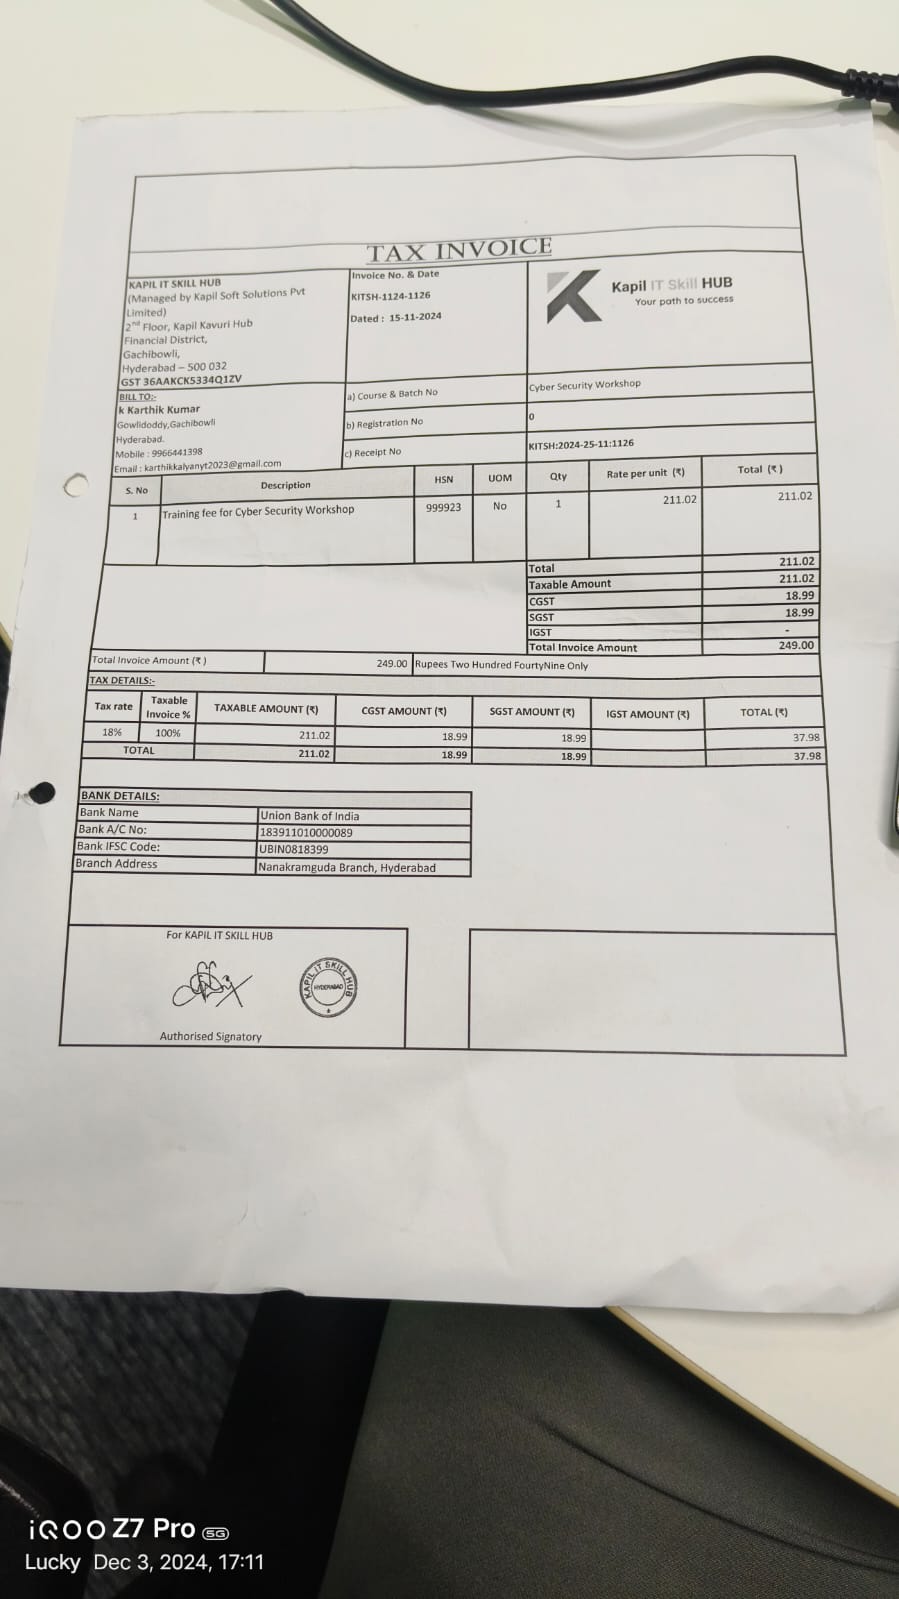 TAX INVOICE
KAPIL IT SKILL HUB
(Managed by Kapil Soft Solutions Pvt
Limited)
2nd Floor, Kapil Kavuri Hub
Financial District,
Gachibowli,
Hyderabad – 500 032
GST 36AAKCK5334Q1ZV
Invoice No. & Date
KITSH-1124-1126
Dated : 15-11-2024
Kapil IT Skill HUB
Your path to success
BILL TO:-
k Karthik Kumar
Gowlidoddy,Gachibowli
Hyderabad.
Mobile : 9966441398
Email : karthikkalyanyt2023@gmail.com
a) Course & Batch No Cyber Security Workshop
b) Registration No 0
c) Receipt No KITSH:2024-25-11:1126
S. No Description HSN UOM Qty Rate per unit (₹) Total (₹)
1 Training fee for Cyber Security Workshop 999923 No 1 211.02 211.02
Total 211.02
Taxable Amount 211.02
CGST 18.99
SGST 18.99
IGST -
Total Invoice Amount 249.00
Total Invoice Amount (₹) 249.00 Rupees Two Hundred FourtyNine Only
TAX DETAILS:-
Tax rate Taxable Invoice % TAXABLE AMOUNT (₹) CGST AMOUNT (₹) SGST AMOUNT (₹) IGST AMOUNT (₹) TOTAL (₹)
18% 100% 211.02 18.99 18.99 37.98
TOTAL 211.02 18.99 18.99 37.98
BANK DETAILS:
Bank Name Union Bank of India
Bank A/C No: 183911010000089
Bank IFSC Code: UBIN0818399
Branch Address Nanakramguda Branch, Hyderabad
For KAPIL IT SKILL HUB
KAPIL IT SKILL HUB
HYDERABAD
Authorised Signatory
iQOO Z7 Pro 5G
Lucky Dec 3, 2024, 17:11